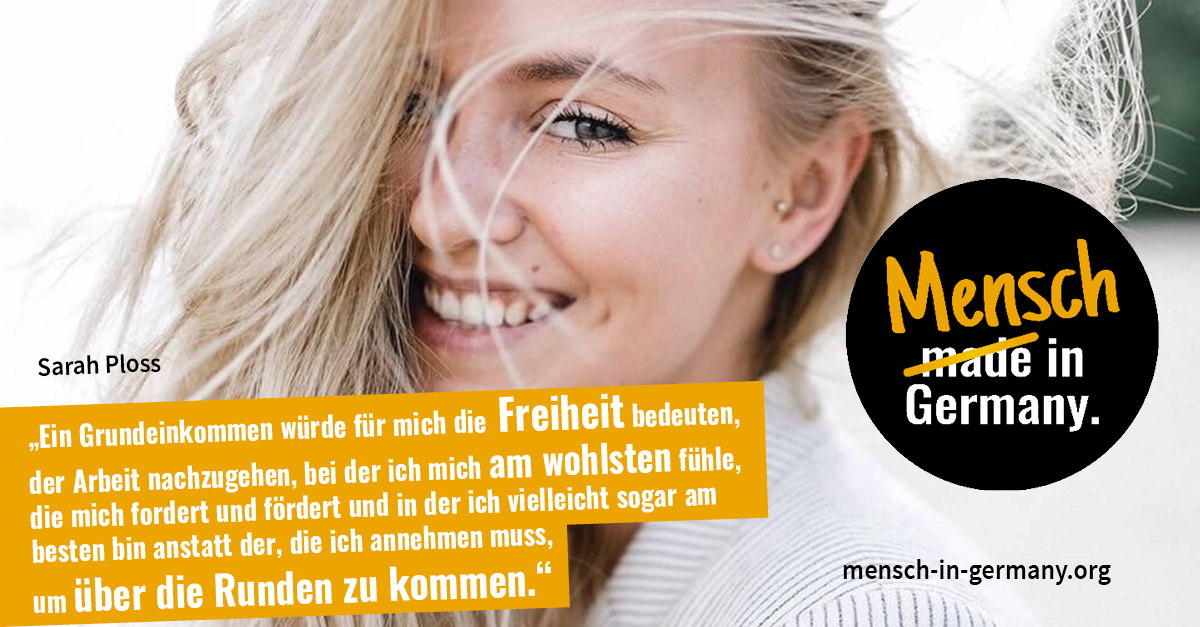 Sarah Ploss
„Ein Grundeinkommen würde für mich die Freiheit bedeuten,
der Arbeit nachzugehen, bei der ich mich am wohlsten fühle,
die mich fordert und fördert und in der ich vielleicht sogar am
besten bin anstatt der, die ich annehmen muss,
um über die Runden zu kommen.“
Mensch
made in
Germany.
mensch-in-germany.org